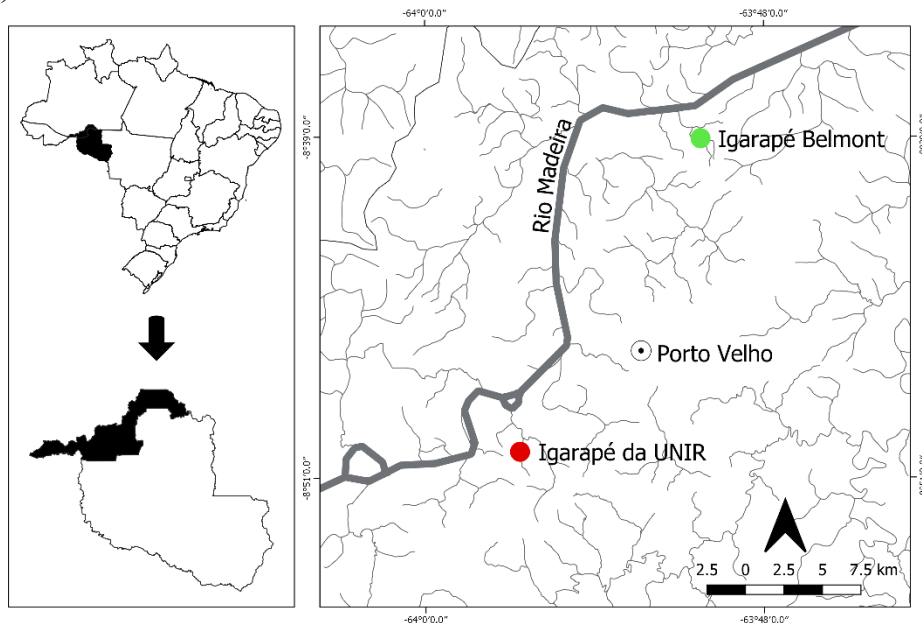 -64°0'0.0"
-63°48'0.0"
-8°39'0.0"
Rio Madeira
Igarapé Belmont
Porto Velho
Igarapé da UNIR
-8°51'0.0"
2.5 0 2.5 5 7.5 km
-64°0'0.0"
-63°48'0.0"